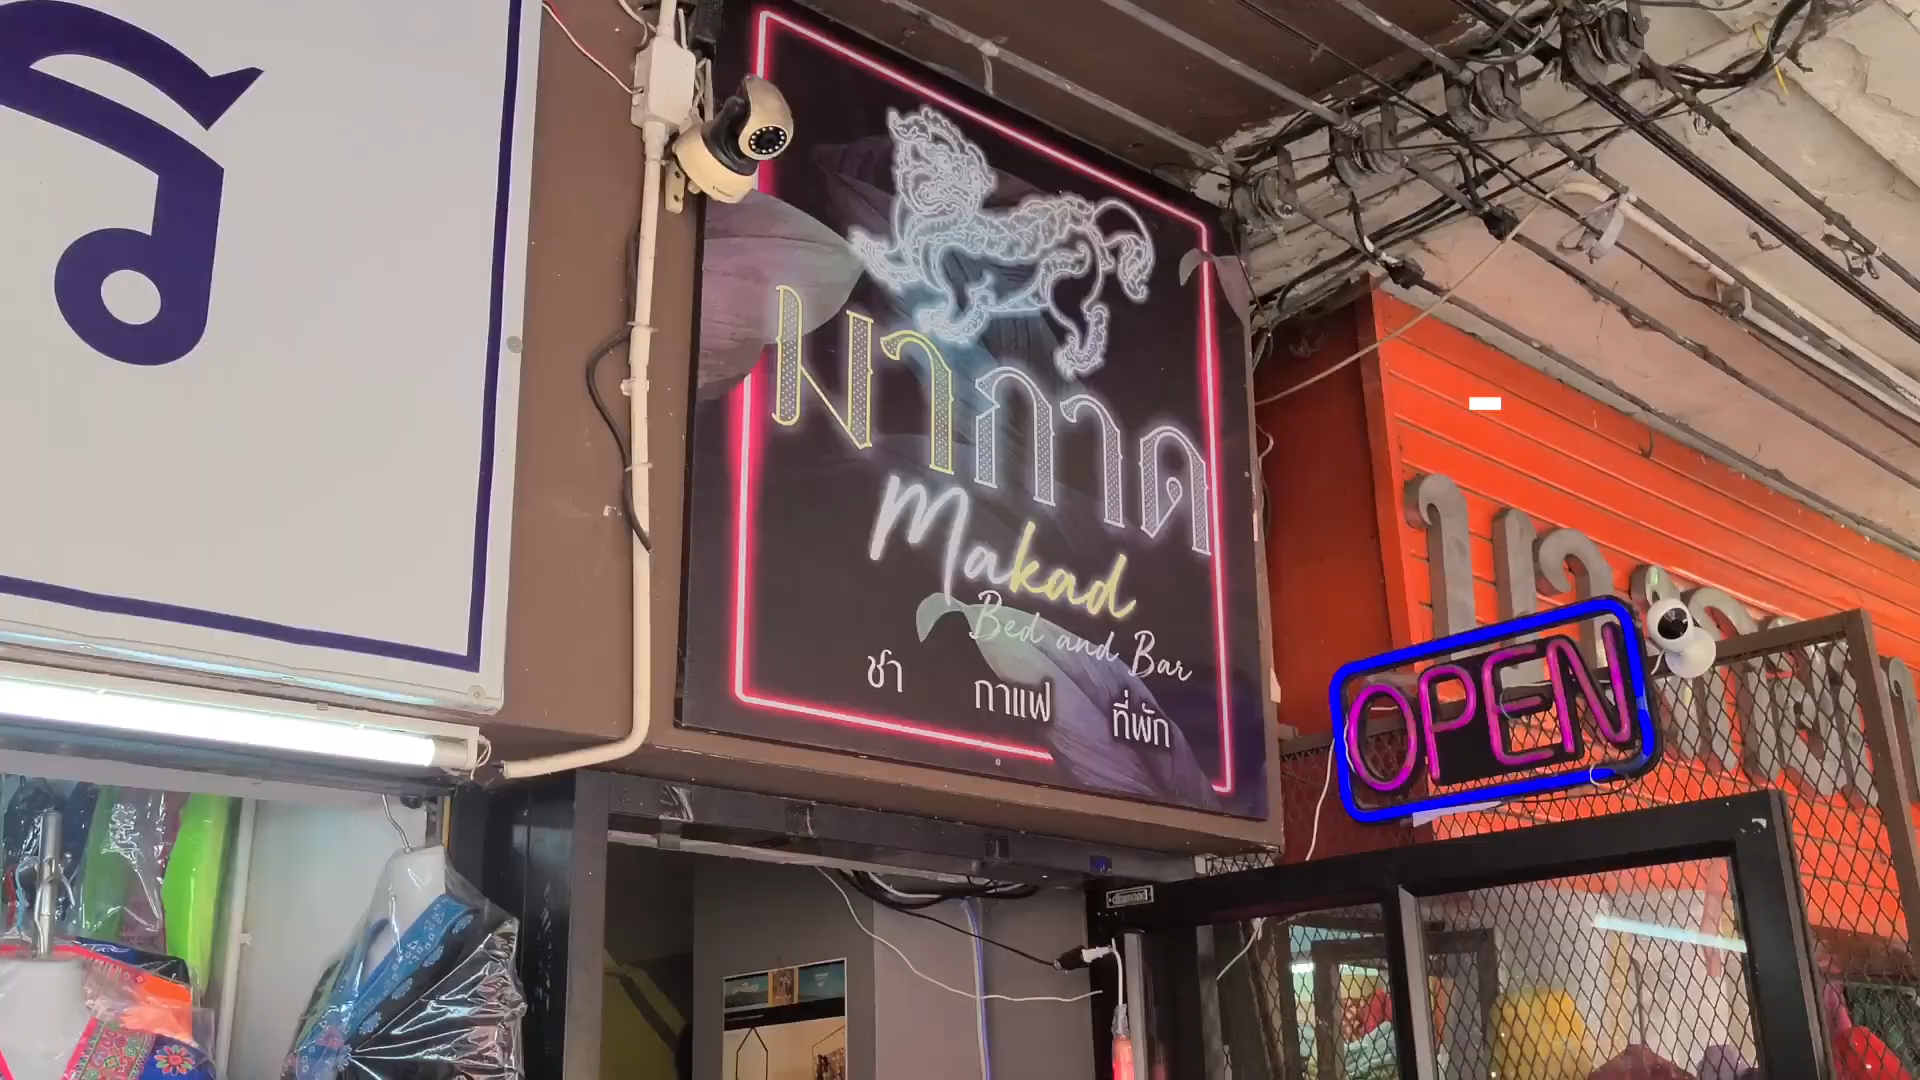 มากาด
Makad
Bed and Bar
ชา กาแฟ ที่พัก
OPEN
diamond